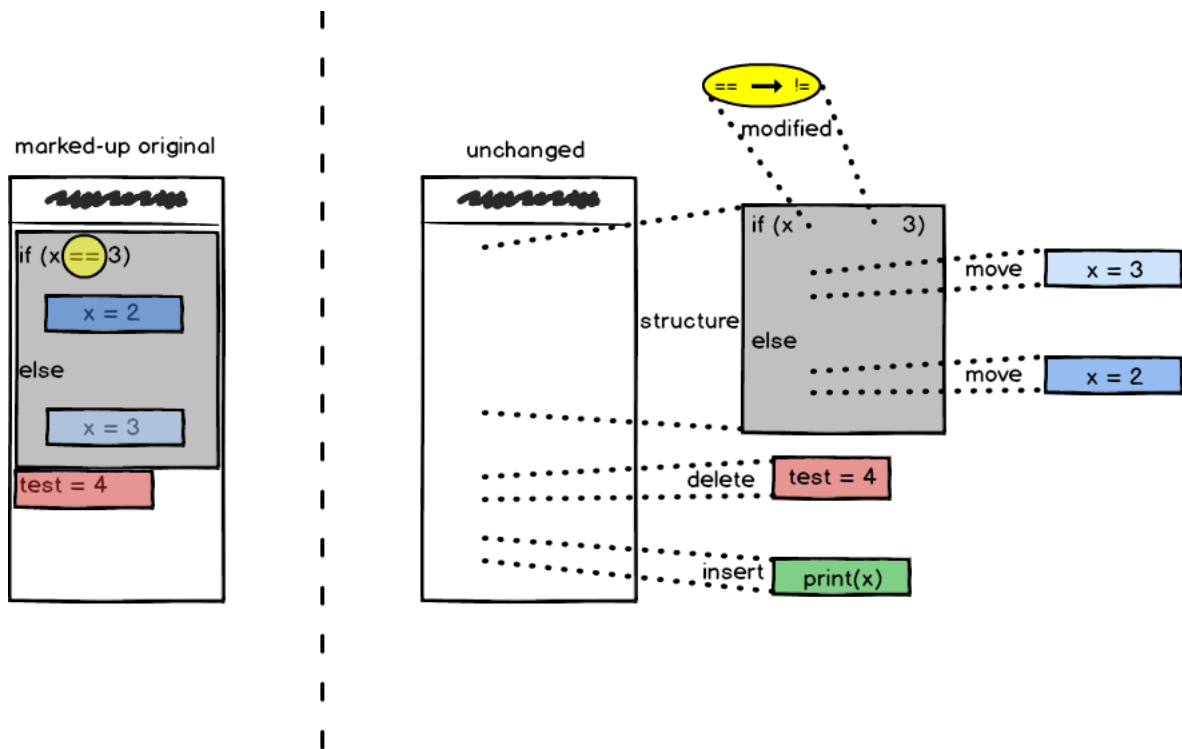 marked-up original
if (x == 3)
x = 2
else
x = 3
test = 4
unchanged
== → !=
modified
if (x 3)
move
x = 3
structure
else
move
x = 2
delete
test = 4
insert
print(x)